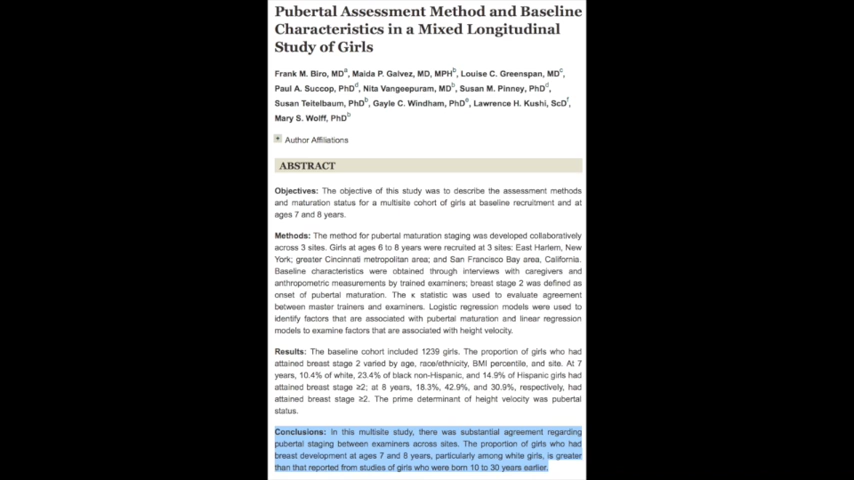 Pubertal Assessment Method and Baseline
Characteristics in a Mixed Longitudinal
Study of Girls
Frank M. Biro, MDa, Maida P. Galvez, MD, MPHb, Louise C. Greenspan, MDc,
Paul A. Succop, PhDd, Nita Vangeepuram, MDb, Susan M. Pinney, PhDd,
Susan Teitelbaum, PhDb, Gayle C. Windham, PhDe, Lawrence H. Kushi, ScDf,
Mary S. Wolff, PhDb
+ Author Affiliations
ABSTRACT
Objectives: The objective of this study was to describe the assessment methods
and maturation status for a multisite cohort of girls at baseline recruitment and at
ages 7 and 8 years.
Methods: The method for pubertal maturation staging was developed collaboratively
across 3 sites. Girls at ages 6 to 8 years were recruited at 3 sites: East Harlem, New
York; greater Cincinnati metropolitan area; and San Francisco Bay area, California.
Baseline characteristics were obtained through interviews with caregivers and
anthropometric measurements by trained examiners; breast stage 2 was defined as
onset of pubertal maturation. The κ statistic was used to evaluate agreement
between master trainers and examiners. Logistic regression models were used to
identify factors that are associated with pubertal maturation and linear regression
models to examine factors that are associated with height velocity.
Results: The baseline cohort included 1239 girls. The proportion of girls who had
attained breast stage 2 varied by age, race/ethnicity, BMI percentile, and site. At 7
years, 10.4% of white, 23.4% of black non-Hispanic, and 14.9% of Hispanic girls had
attained breast stage ≥2; at 8 years, 18.3%, 42.9%, and 30.9%, respectively, had
attained breast stage ≥2. The prime determinant of height velocity was pubertal
status.
Conclusions: In this multisite study, there was substantial agreement regarding
pubertal staging between examiners across sites. The proportion of girls who had
breast development at ages 7 and 8 years, particularly among white girls, is greater
than that reported from studies of girls who were born 10 to 30 years earlier.